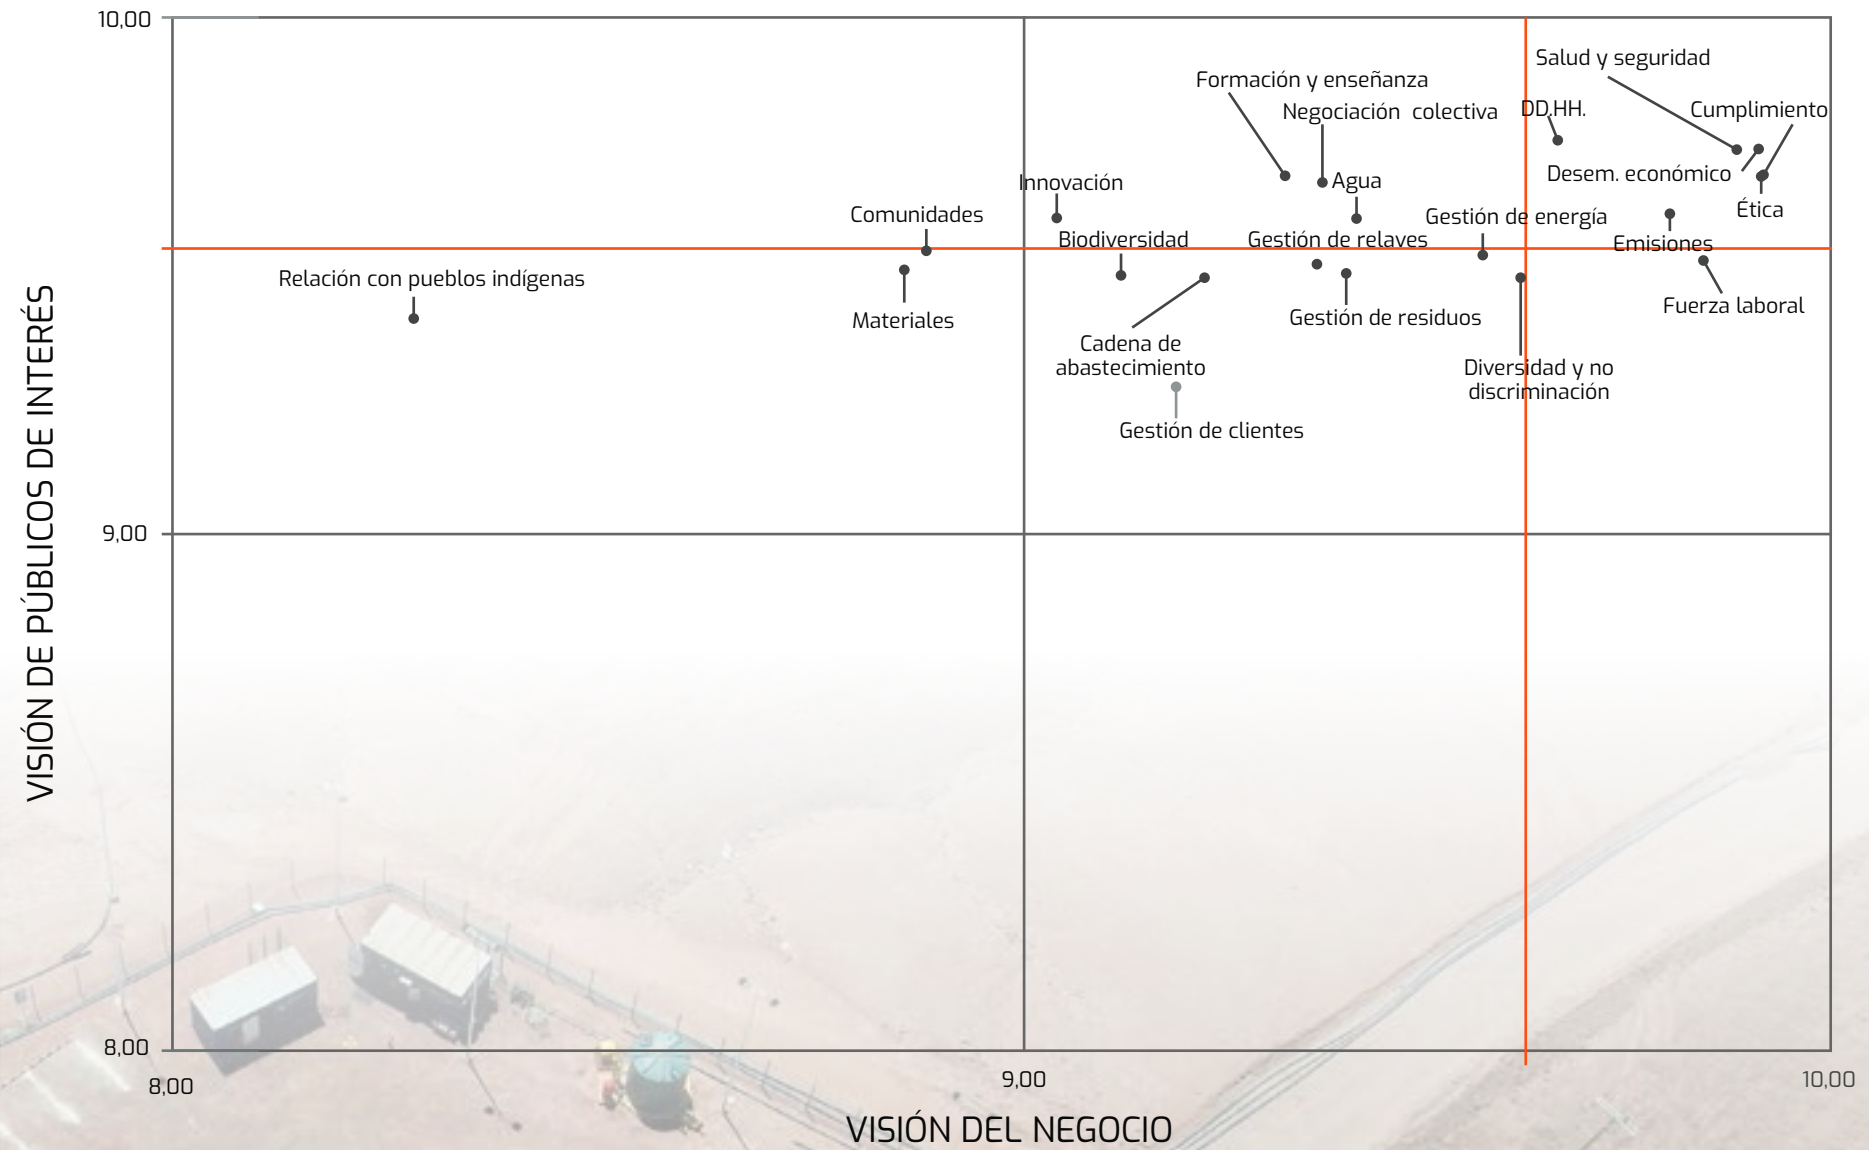 10,00
Salud y seguridad
Formación y enseñanza
Negociación colectiva
DD.HH.
Cumplimiento
Desem. económico
Innovación
Agua
Ética
Comunidades
Gestión de energía
Biodiversidad
Gestión de relaves
Emisiones
Relación con pueblos indígenas
Materiales
Gestión de residuos
Fuerza laboral
Cadena de
abastecimiento
Diversidad y no
discriminación
Gestión de clientes
VISIÓN DE PÚBLICOS DE INTERÉS
9,00
8,00
8,00
9,00
10,00
VISIÓN DEL NEGOCIO